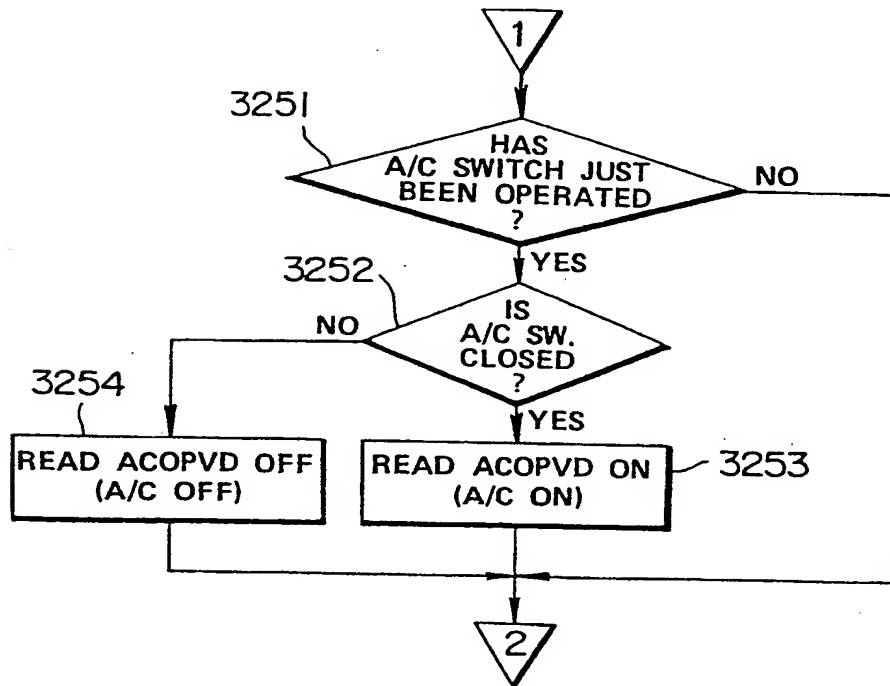 1
3251
HAS
A/C SWITCH JUST
BEEN OPERATED
?
NO
YES
3252
IS
A/C SW.
CLOSED
?
NO
YES
3254
READ ACOPVD OFF
(A/C OFF)
READ ACOPVD ON
(A/C ON)
3253
2